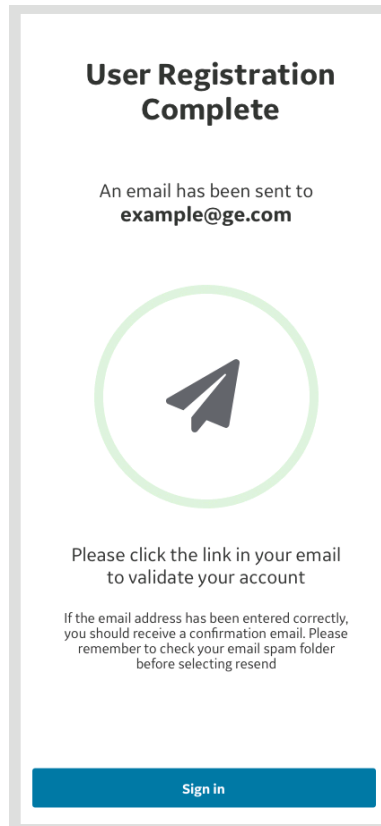 User Registration
Complete
An email has been sent to
example@ge.com
Please click the link in your email
to validate your account
If the email address has been entered correctly,
you should receive a confirmation email. Please
remember to check your email spam folder
before selecting resend
Sign in